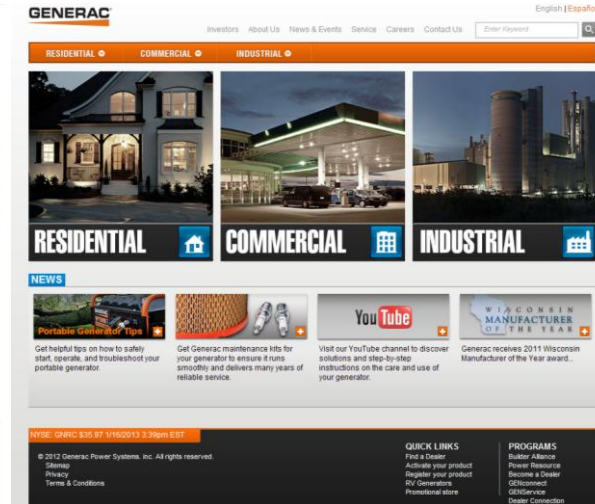 GENERAC
English | Español
Investors About Us News & Events Service Careers Contact Us Enter Keyword
RESIDENTIAL COMMERCIAL INDUSTRIAL
RESIDENTIAL COMMERCIAL INDUSTRIAL
NEWS
Portable Generator Tips
Get helpful tips on how to safely
start, operate, and troubleshoot your
portable generator.
Get Generac maintenance kits for
your generator to ensure it runs
smoothly and delivers many years of
reliable service.
YouTube
Visit our YouTube channel to discover
solutions and step-by-step
instructions on the care and use of
your generator.
WISCONSIN
MANUFACTURER
OF THE YEAR
Generac receives 2011 Wisconsin
Manufacturer of the Year award...
NYSE: GNRC $35.97 1/16/2013 3:39pm EST
© 2012 Generac Power Systems, Inc. All rights reserved.
Sitemap
Privacy
Terms & Conditions
QUICK LINKS
Find a Dealer
Activate your product
Register your product
RV Generators
Promotional store
PROGRAMS
Builder Alliance
Power Resource
Become a Dealer
GENconnect
GENService
Dealer Connection